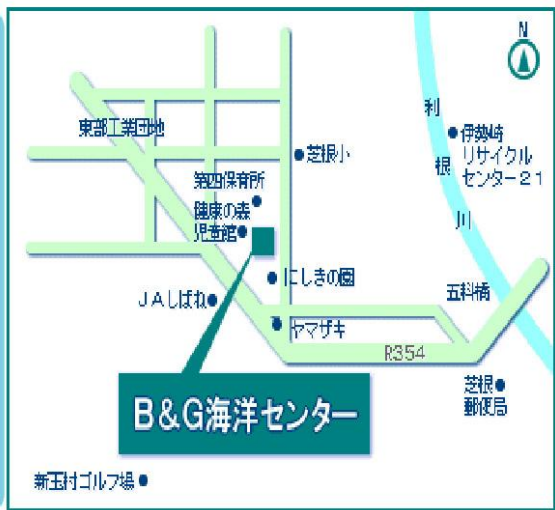 N
東部工業団地
芝根小
利根川
伊勢崎
リサイクル
センター21
第四保育所
健康の森
児童館
にしきの園
JAしばね
五料橋
ヤマザキ
R354
芝根
郵便局
B&G海洋センター
新玉村ゴルフ場